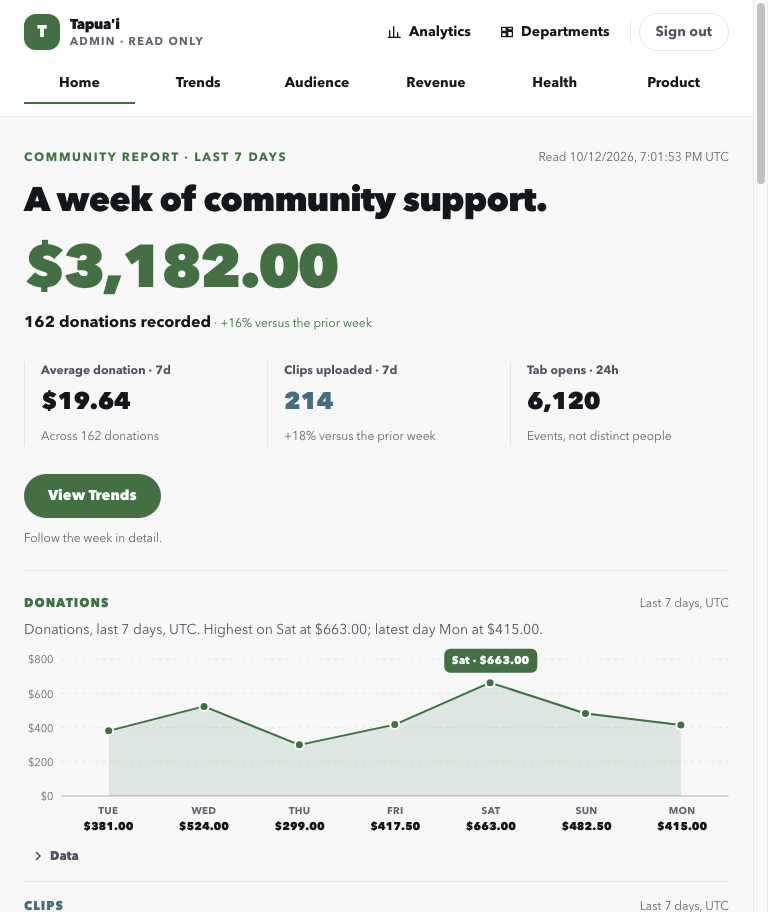 T
Tapua'i
ADMIN · READ ONLY
Analytics
Departments
Sign out
Home
Trends
Audience
Revenue
Health
Product
COMMUNITY REPORT · LAST 7 DAYS
Read 10/12/2026, 7:01:53 PM UTC
A week of community support.
$3,182.00
162 donations recorded · +16% versus the prior week
Average donation · 7d
$19.64
Across 162 donations
Clips uploaded · 7d
214
+18% versus the prior week
Tab opens · 24h
6,120
Events, not distinct people
View Trends
Follow the week in detail.
DONATIONS
Last 7 days, UTC
Donations, last 7 days, UTC. Highest on Sat at $663.00; latest day Mon at $415.00.
Sat · $663.00
$800
$600
$400
$200
$0
TUE WED THU FRI SAT SUN MON
$381.00 $524.00 $299.00 $417.50 $663.00 $482.50 $415.00
Data
CLIPS
Last 7 days, UTC